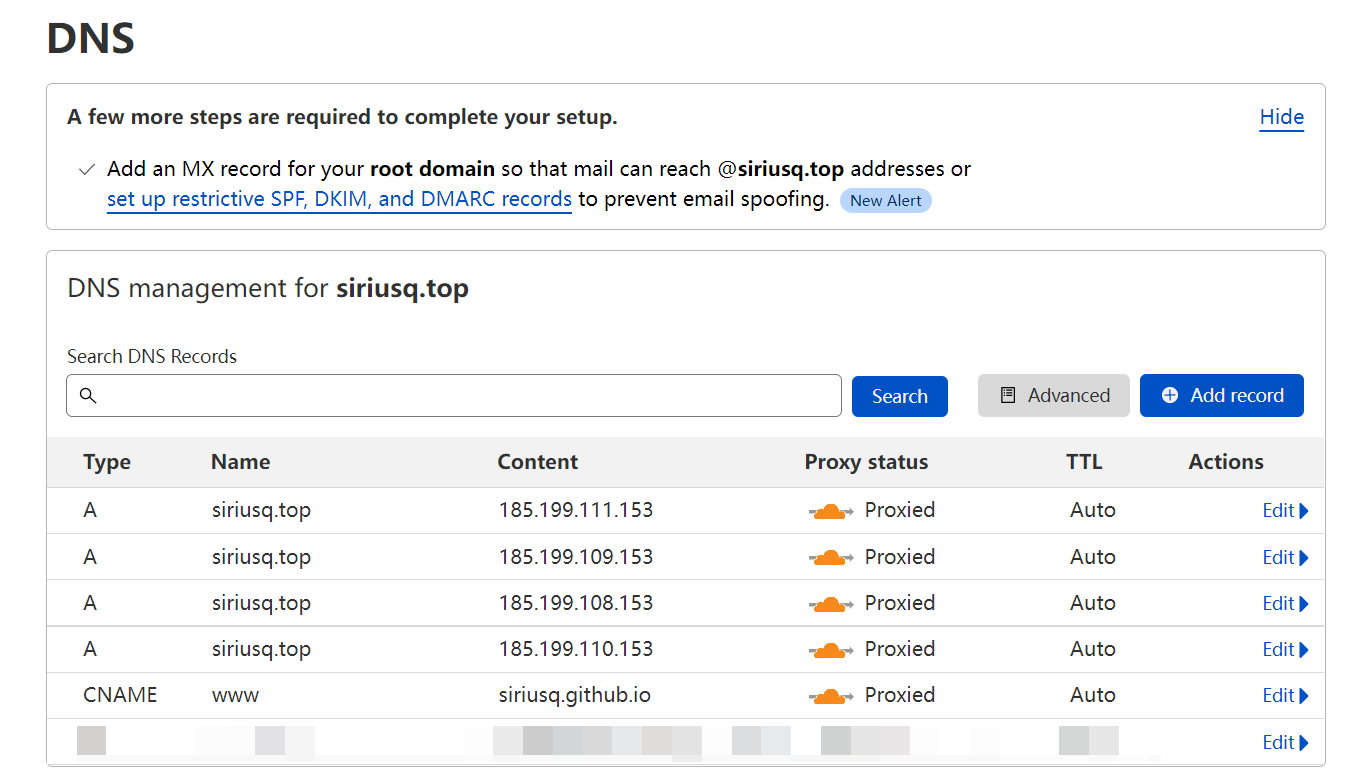 DNS
A few more steps are required to complete your setup.
Hide
Add an MX record for your root domain so that mail can reach @siriusq.top addresses or
set up restrictive SPF, DKIM, and DMARC records to prevent email spoofing. New Alert
DNS management for siriusq.top
Search DNS Records
Search Advanced Add record
Type Name Content Proxy status TTL Actions
A siriusq.top 185.199.111.153 Proxied Auto Edit
A siriusq.top 185.199.109.153 Proxied Auto Edit
A siriusq.top 185.199.108.153 Proxied Auto Edit
A siriusq.top 185.199.110.153 Proxied Auto Edit
CNAME www siriusq.github.io Proxied Auto Edit
Edit